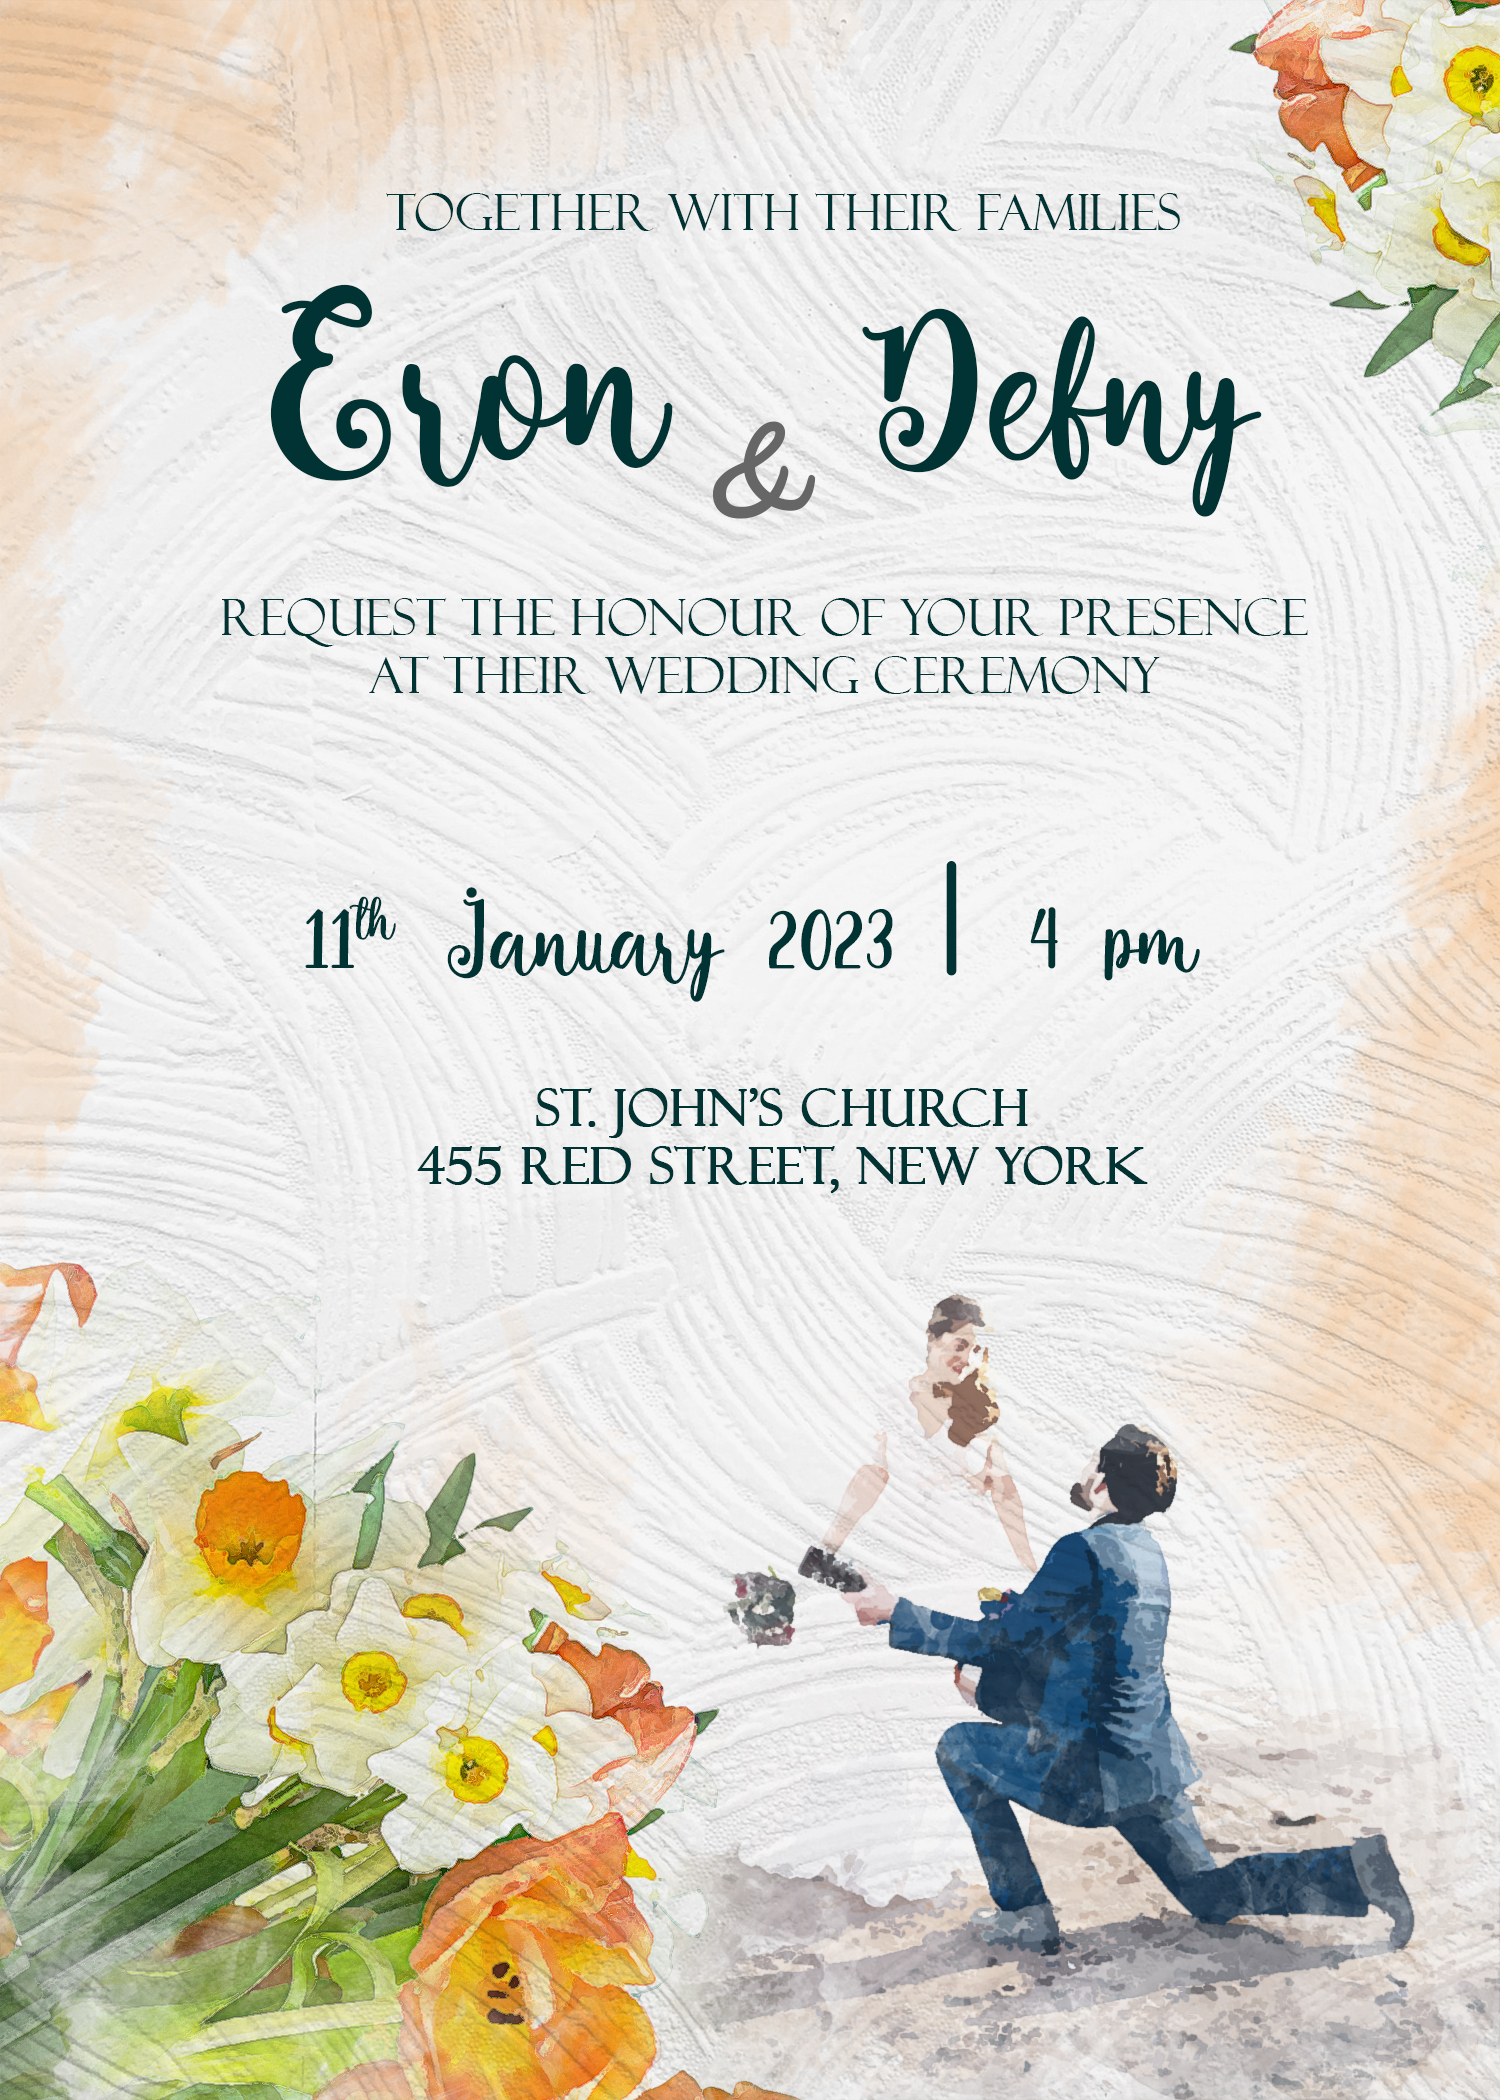 TOGETHER WITH THEIR FAMILIES
Eron & Defny
REQUEST THE HONOUR OF YOUR PRESENCE
AT THEIR WEDDING CEREMONY
11th January 2023 | 4 pm
ST. JOHN'S CHURCH
455 RED STREET, NEW YORK